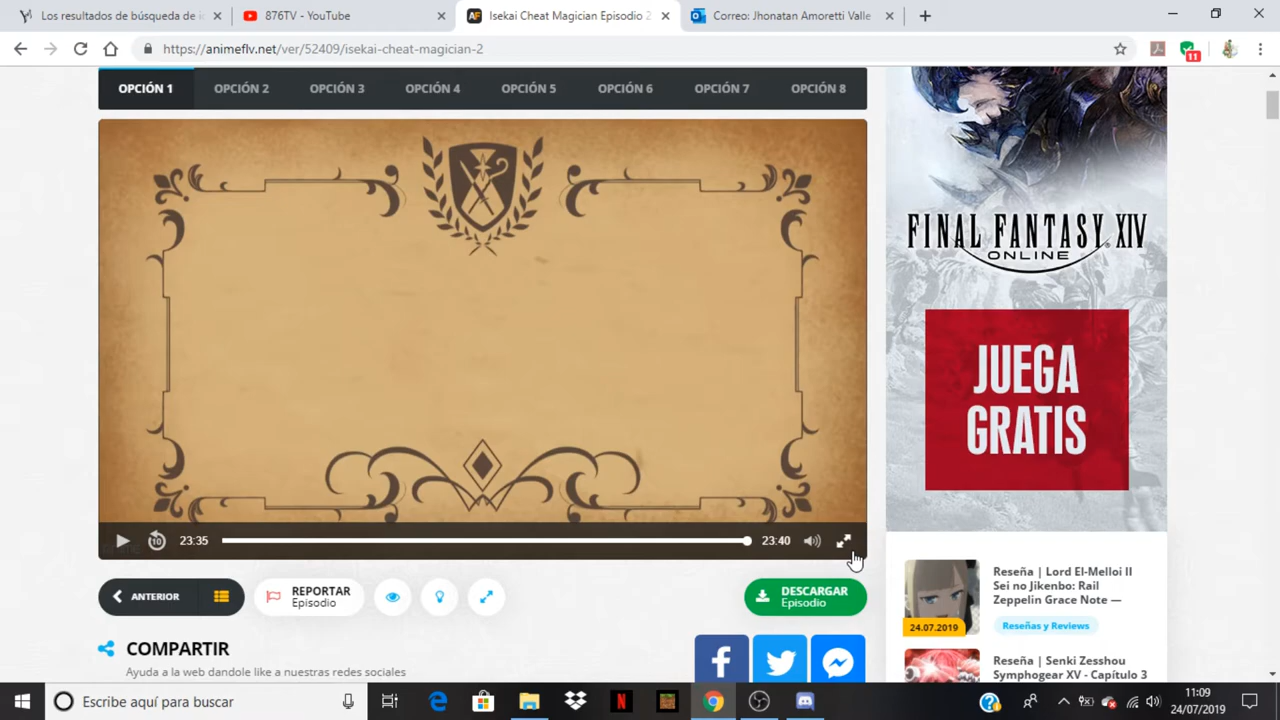 Los resultados de búsqueda de i
876TV - YouTube
Isekai Cheat Magician Episodio 2
Correo: Jhonatan Amoretti Valle
https://animeflv.net/ver/52409/isekai-cheat-magician-2
11
OPCIÓN 1 OPCIÓN 2 OPCIÓN 3 OPCIÓN 4 OPCIÓN 5 OPCIÓN 6 OPCIÓN 7 OPCIÓN 8
FINAL FANTASY XIV
ONLINE
JUEGA
GRATIS
10 23:35 23:40
ANTERIOR
REPORTAR
Episodio
DESCARGAR
Episodio
COMPARTIR
Ayuda a la web dandole like a nuestras redes sociales
Reseña | Lord El-Melloi II
Sei no Jikenbo: Rail
Zeppelin Grace Note —
Reseñas y Reviews
24.07.2019
Reseña | Senki Zesshou
Symphogear XV - Capítulo 3
Escribe aquí para buscar
11:09
24/07/2019